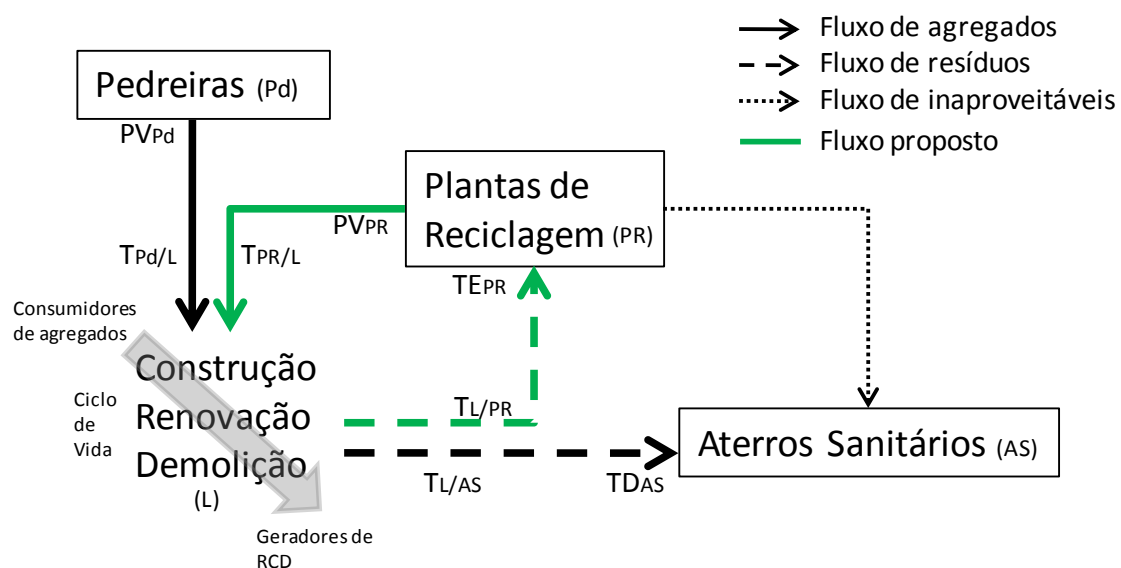 Fluxo de agregados
Fluxo de resíduos
Fluxo de inaproveitáveis
Fluxo proposto
Pedreiras (Pd)
PVPd
Plantas de
Reciclagem (PR)
PVPR
TPd/L
TPR/L
TEPR
Consumidores
de agregados
Construção
Renovação
Demolição
(L)
Ciclo
de
Vida
TL/PR
TL/AS
TDAS
Aterros Sanitários (AS)
Geradores de
RCD